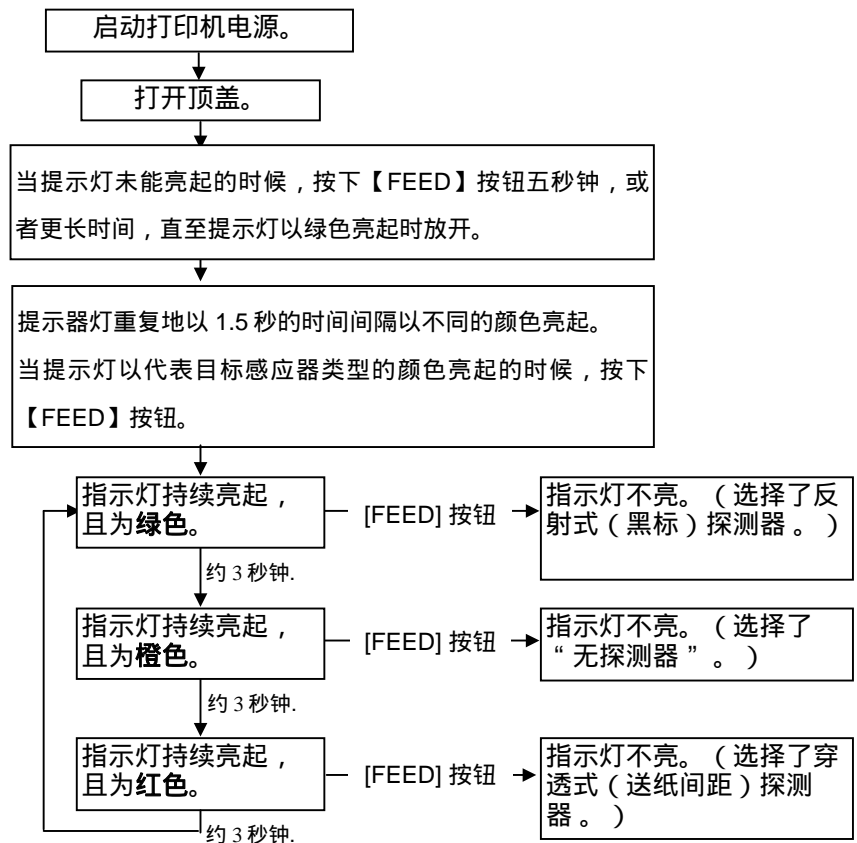 启动打印机电源。
打开顶盖。
当提示灯未能亮起的时候，按下【FEED】按钮五秒钟，或
者更长时间，直至提示灯以绿色亮起时放开。
提示器灯重复地以 1.5 秒的时间间隔以不同的颜色亮起。
当提示灯以代表目标感应器类型的颜色亮起的时候，按下
【FEED】按钮。
指示灯持续亮起，
且为绿色。
[FEED] 按钮
指示灯不亮。（选择了反
射式（黑标）探测器。）
约 3 秒钟.
指示灯持续亮起，
且为橙色。
[FEED] 按钮
指示灯不亮。（选择了
“无探测器”。）
约 3 秒钟.
指示灯持续亮起，
且为红色。
[FEED] 按钮
指示灯不亮。（选择了穿
透式（送纸间距）探测
器。）
约 3 秒钟.